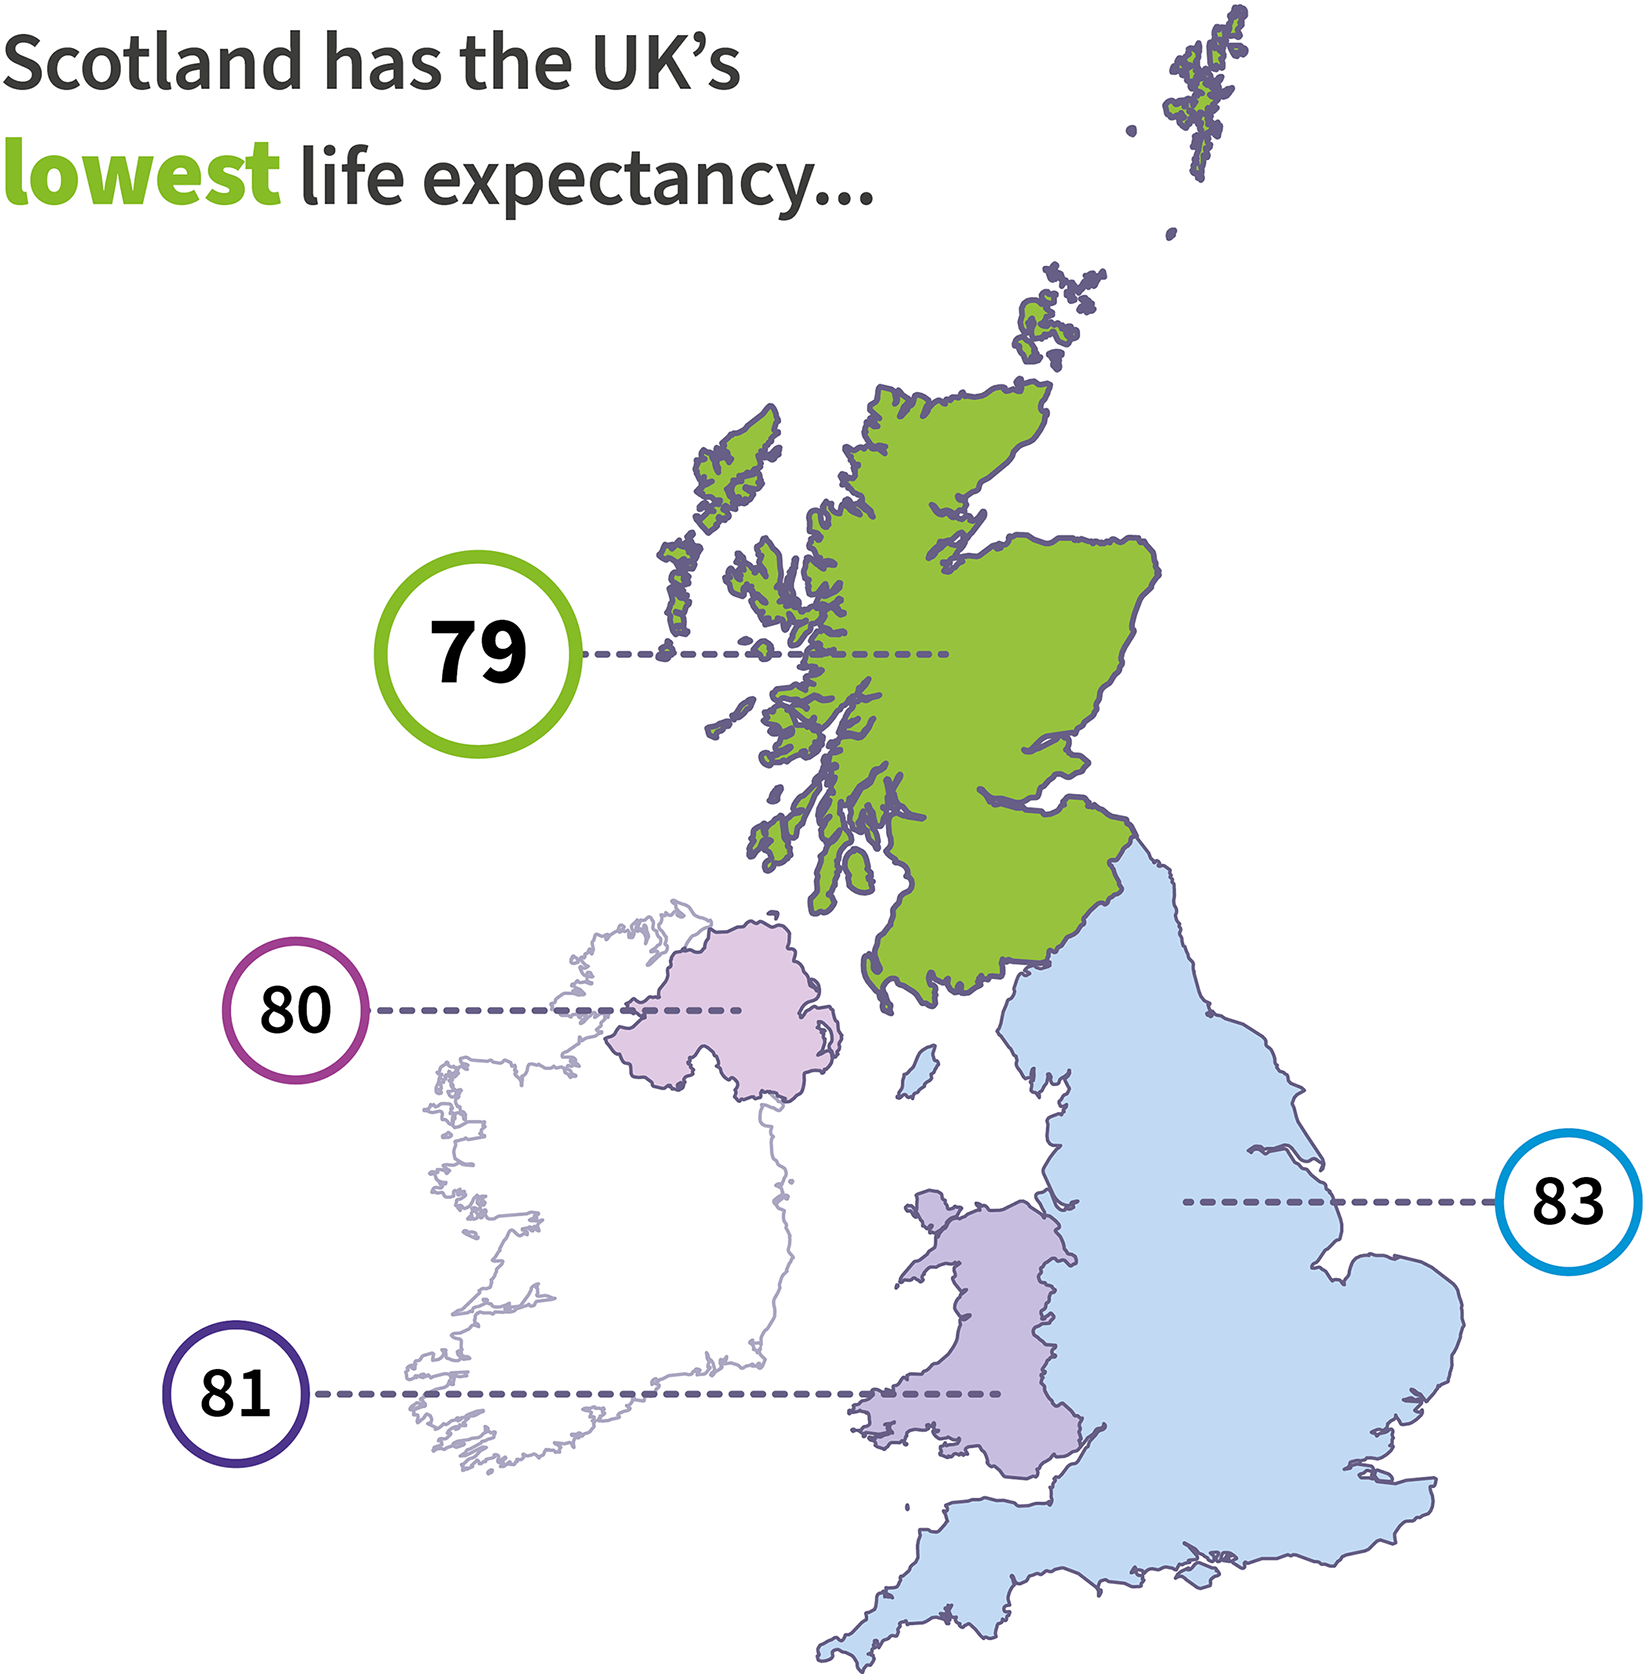 Scotland has the UK’s
lowest life expectancy...
79
80
83
81